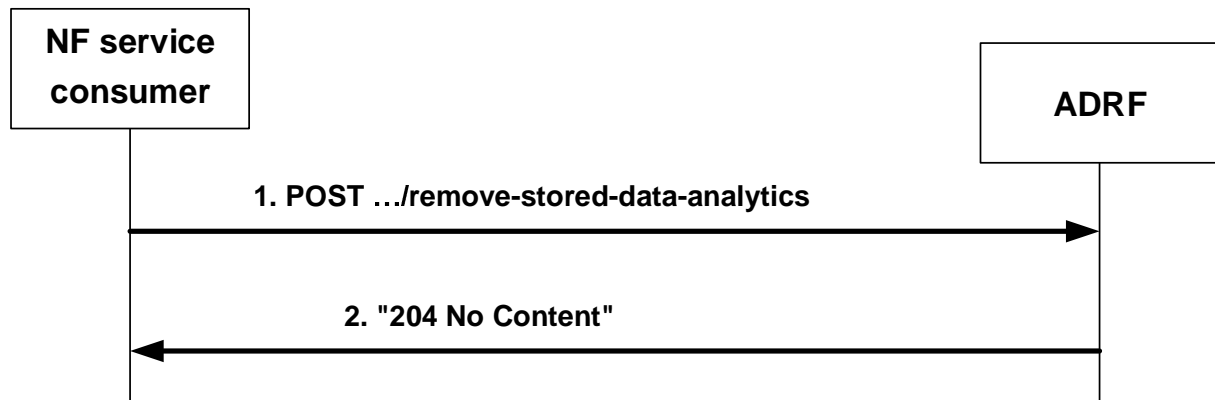 NF service
consumer
ADRF
1. POST …/remove-stored-data-analytics
2. "204 No Content"